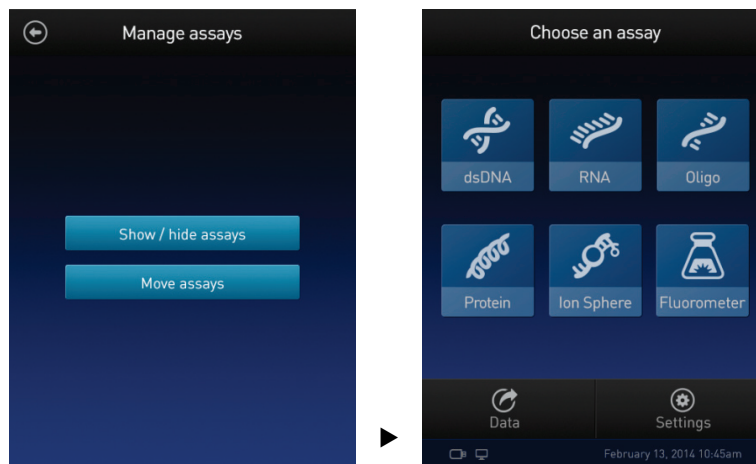 Manage assays
Show / hide assays
Move assays
Choose an assay
dsDNA RNA Oligo
Protein Ion Sphere Fluorometer
Data Settings
February 13, 2014 10:45am